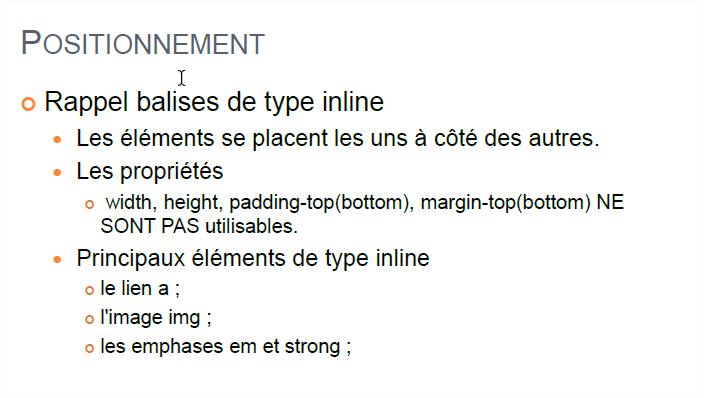 POSITIONNEMENT
Rappel balises de type inline
Les éléments se placent les uns à côté des autres.
Les propriétés
width, height, padding-top(bottom), margin-top(bottom) NE
SONT PAS utilisables.
Principaux éléments de type inline
le lien a ;
l'image img ;
les emphases em et strong ;